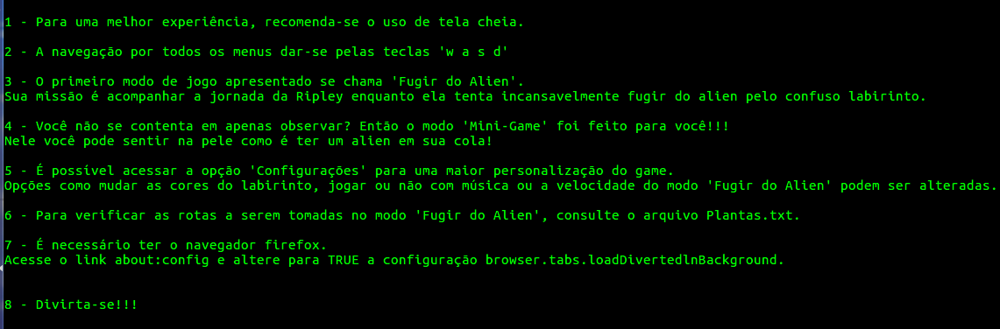 1 - Para uma melhor experiência, recomenda-se o uso de tela cheia.
2 - A navegação por todos os menus dar-se pelas teclas 'w a s d'
3 - O primeiro modo de jogo apresentado se chama 'Fugir do Alien'.
Sua missão é acompanhar a jornada da Ripley enquanto ela tenta incansavelmente fugir do alien pelo confuso labirinto.
4 - Você não se contenta em apenas observar? Então o modo 'Mini-Game' foi feito para você!!!
Nele você pode sentir na pele como é ter um alien em sua cola!
5 - É possível acessar a opção 'Configurações' para uma maior personalização do game.
Opções como mudar as cores do labirinto, jogar ou não com música ou a velocidade do modo 'Fugir do Alien' podem ser alteradas.
6 - Para verificar as rotas a serem tomadas no modo 'Fugir do Alien', consulte o arquivo Plantas.txt.
7 - É necessário ter o navegador firefox.
Acesse o link about:config e altere para TRUE a configuração browser.tabs.loadDivertedlnBackground.
8 - Divirta-se!!!